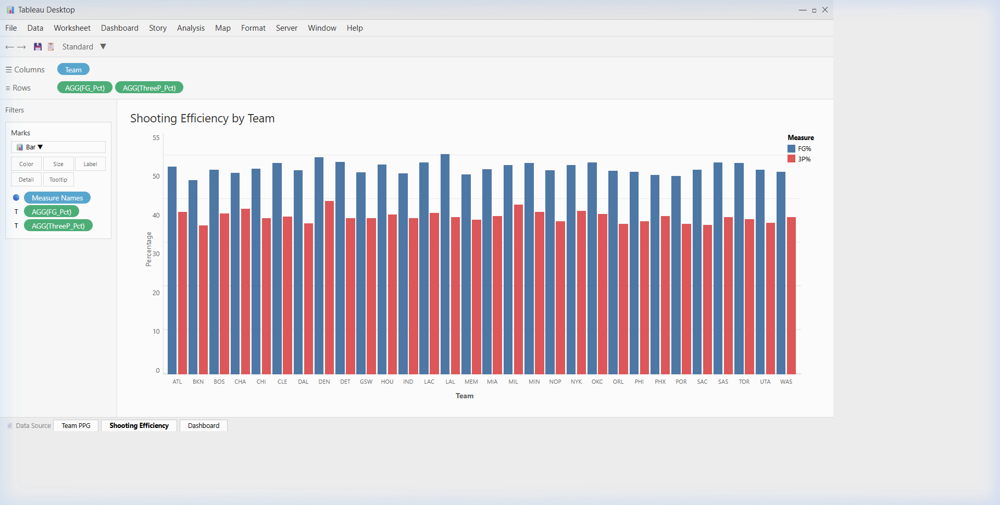 Tableau Desktop
File Data Worksheet Dashboard Story Analysis Map Format Server Window Help
Standard ▼
Columns Team
Rows AGG(FG_Pct) AGG(ThreeP_Pct)
Filters
Marks
Bar ▼
Color Size Label
Detail Tooltip
Measure Names
T AGG(FG_Pct)
T AGG(ThreeP_Pct)
Shooting Efficiency by Team
Measure
FG%
3P%
55
50
40
30
20
10
0
Percentage
ATL BKN BOS CHA CHI CLE DAL DEN DET GSW HOU IND LAC LAL MEM MIA MIL MIN NOP NYK OKC ORL PHI PHX POR SAC SAS TOR UTA WAS
Team
Data Source Team PPG Shooting Efficiency Dashboard